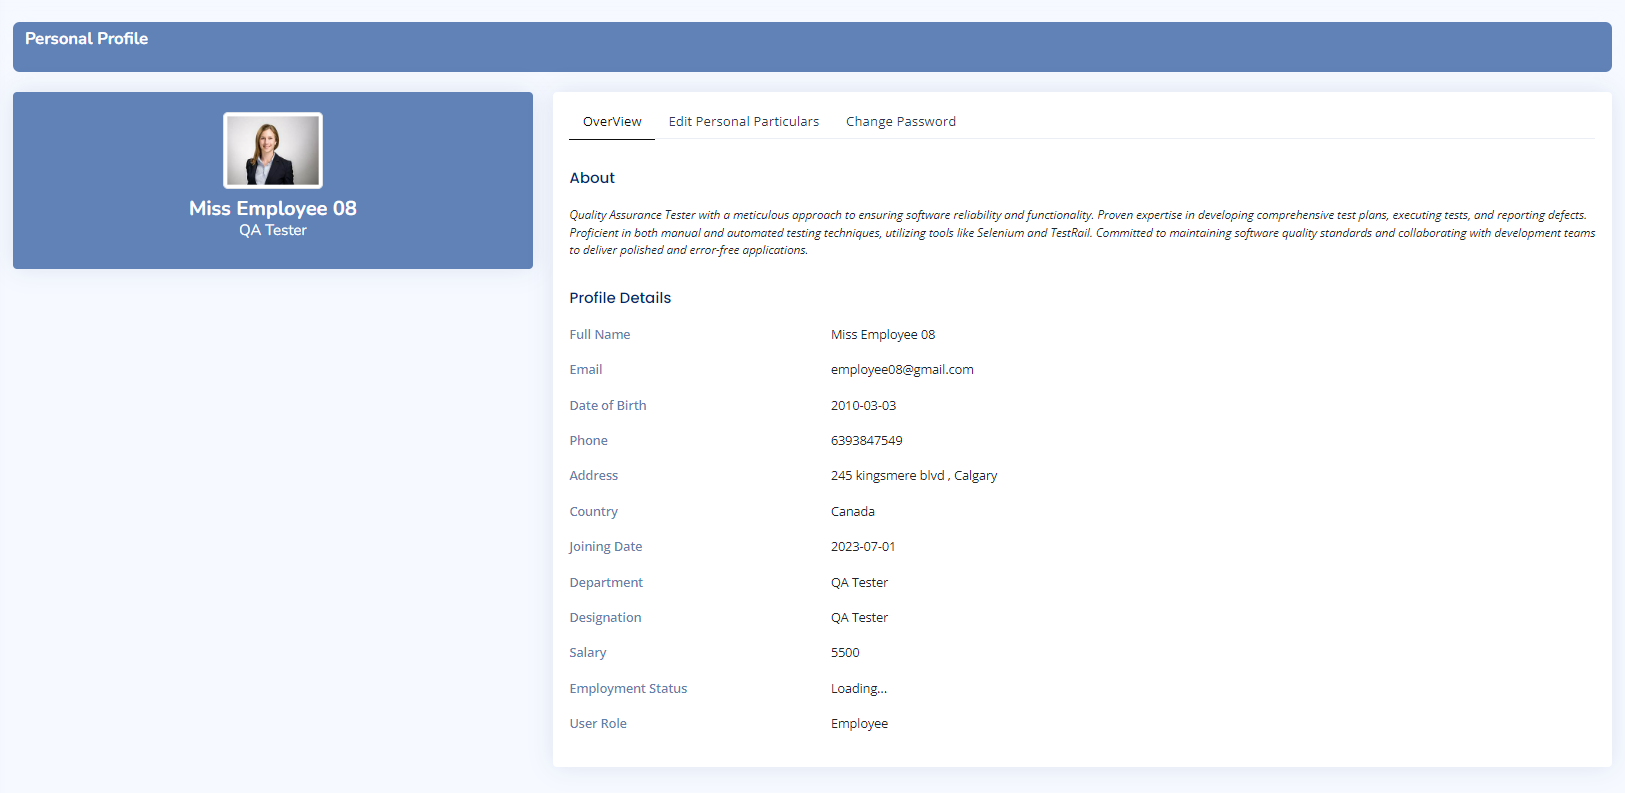 Personal Profile
Miss Employee 08
QA Tester
OverView Edit Personal Particulars Change Password
About
Quality Assurance Tester with a meticulous approach to ensuring software reliability and functionality. Proven expertise in developing comprehensive test plans, executing tests, and reporting defects.
Proficient in both manual and automated testing techniques, utilizing tools like Selenium and TestRail. Committed to maintaining software quality standards and collaborating with development teams
to deliver polished and error-free applications.
Profile Details
Full Name Miss Employee 08
Email employee08@gmail.com
Date of Birth 2010-03-03
Phone 6393847549
Address 245 kingsmere blvd , Calgary
Country Canada
Joining Date 2023-07-01
Department QA Tester
Designation QA Tester
Salary 5500
Employment Status Loading...
User Role Employee